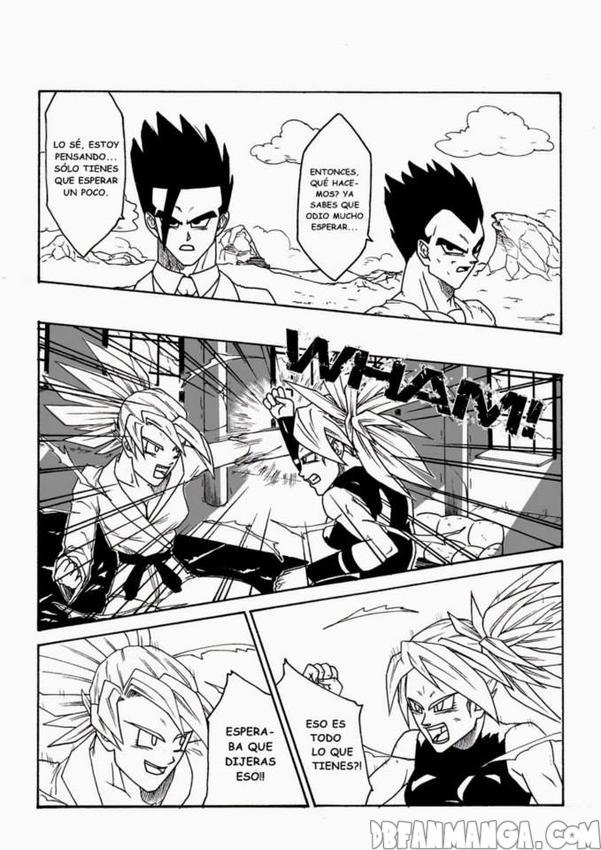 ENTONCES,
QUÉ HACE-
MOS? YA
SABES QUE
ODIO MUCHO
ESPERAR...
LO SÉ, ESTOY
PENSANDO...
SÓLO TIENES
QUE ESPERAR
UN POCO.
WHAM!
ESO ES
TODO
LO QUE
TIENES?!
ESPERA-
BA QUE
DIJERAS
ESO!!
DBFANMANGA.COM